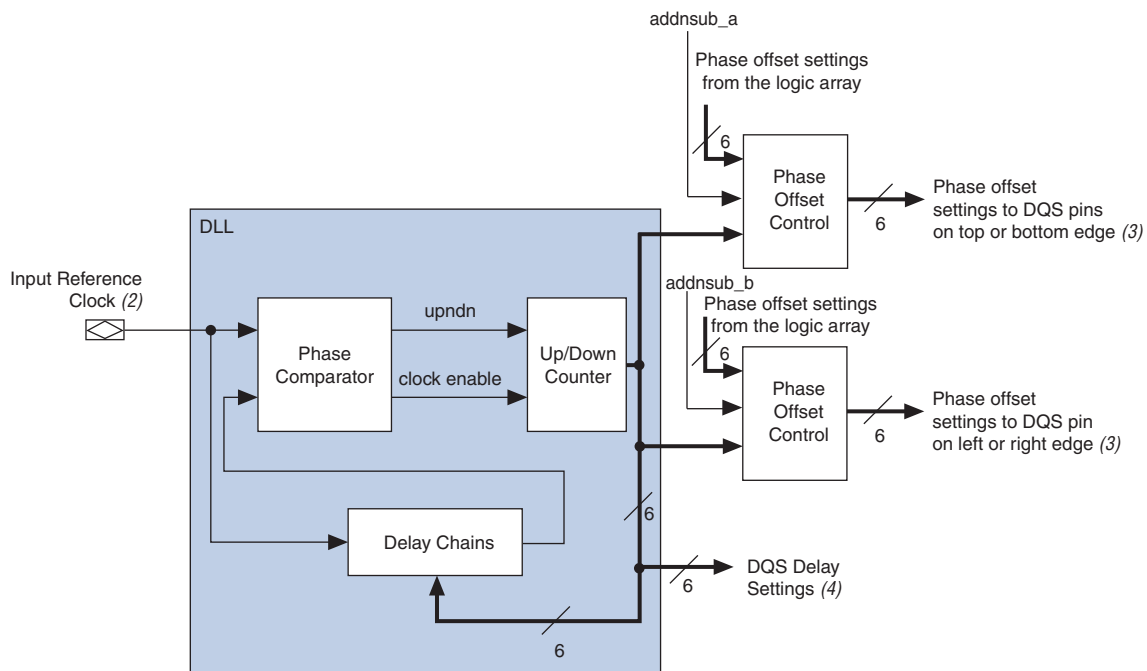 addnsub_a
Phase offset settings
from the logic array
6
Phase
Offset
Control
6
Phase offset
settings to DQS pins
on top or bottom edge (3)
DLL
Input Reference
Clock (2)
Phase
Comparator
upndn
clock enable
Up/Down
Counter
addnsub_b
Phase offset settings
from the logic array
6
Phase
Offset
Control
6
Phase offset
settings to DQS pin
on left or right edge (3)
6
Delay Chains
6
DQS Delay
Settings (4)
6